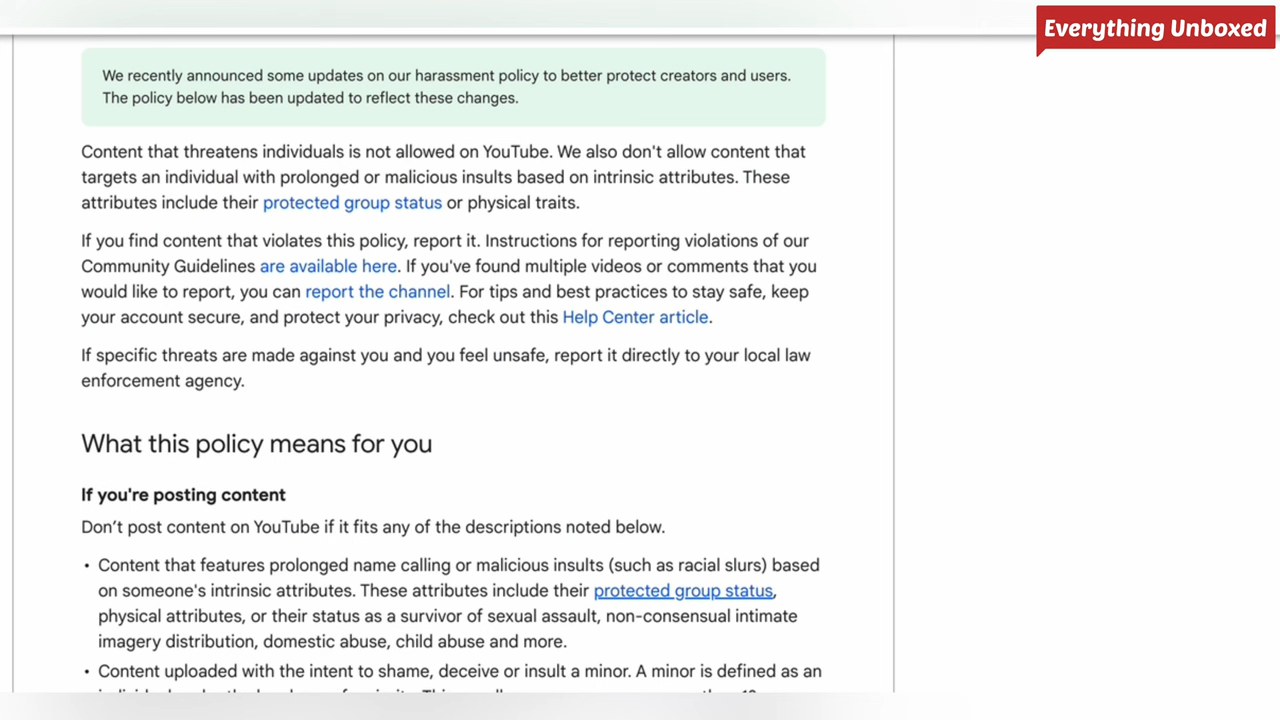 Everything Unboxed
We recently announced some updates on our harassment policy to better protect creators and users.
The policy below has been updated to reflect these changes.
Content that threatens individuals is not allowed on YouTube. We also don't allow content that
targets an individual with prolonged or malicious insults based on intrinsic attributes. These
attributes include their protected group status or physical traits.
If you find content that violates this policy, report it. Instructions for reporting violations of our
Community Guidelines are available here. If you've found multiple videos or comments that you
would like to report, you can report the channel. For tips and best practices to stay safe, keep
your account secure, and protect your privacy, check out this Help Center article.
If specific threats are made against you and you feel unsafe, report it directly to your local law
enforcement agency.
What this policy means for you
If you're posting content
Don’t post content on YouTube if it fits any of the descriptions noted below.
• Content that features prolonged name calling or malicious insults (such as racial slurs) based
on someone's intrinsic attributes. These attributes include their protected group status,
physical attributes, or their status as a survivor of sexual assault, non-consensual intimate
imagery distribution, domestic abuse, child abuse and more.
• Content uploaded with the intent to shame, deceive or insult a minor. A minor is defined as an